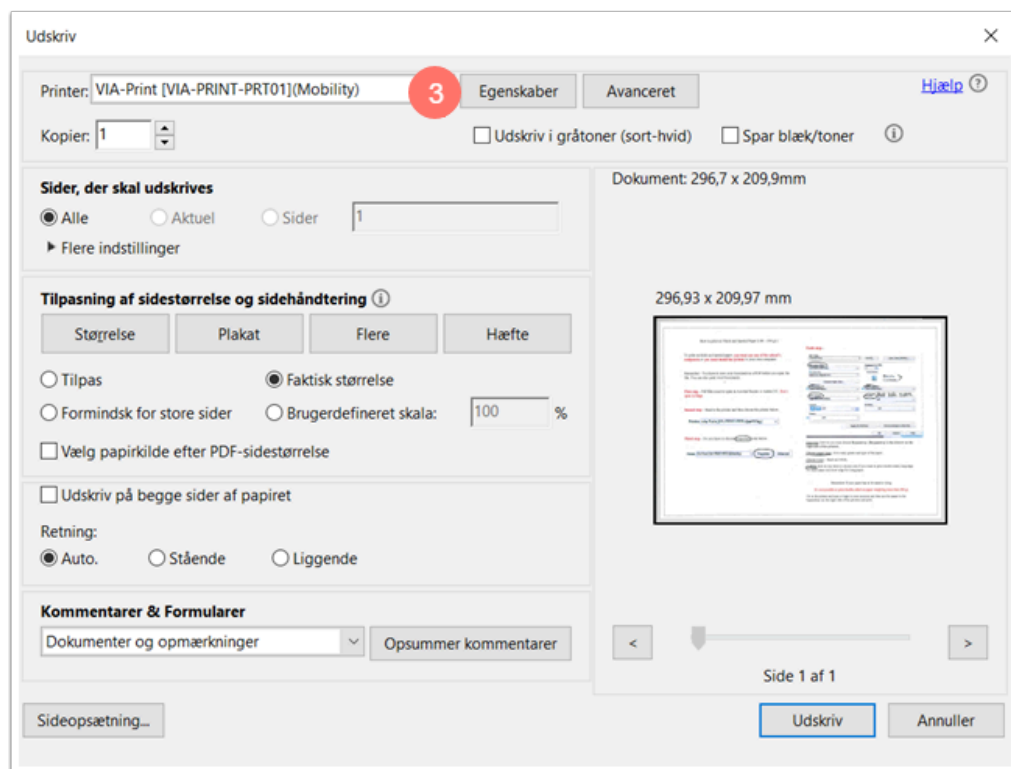 Udskriv
Printer: VIA-Print [VIA-PRINT-PRT01](Mobility) 3 Egenskaber Avanceret Hjælp
Kopier: 1 Udskriv i gråtoner (sort-hvid) Spar blæk/toner
Sider, der skal udskrives
Alle Aktuel Sider 1
Flere indstillinger
Tilpasning af sidestørrelse og sidehåndtering
Størrelse Plakat Flere Hæfte
Tilpas Faktisk størrelse
Formindsk for store sider Brugerdefineret skala: 100 %
Vælg papirkilde efter PDF-sidestørrelse
Udskriv på begge sider af papiret
Retning:
Auto. Stående Liggende
Kommentarer & Formularer
Dokumenter og opmærkninger Opsummer kommentarer
Dokument: 296,7 x 209,9mm
296,93 x 209,97 mm
< >
Side 1 af 1
Sideopsætning... Udskriv Annuller